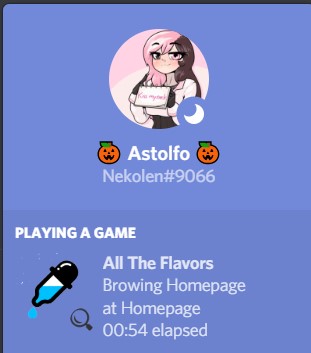 🎃 Astolfo 🎃
Nekolen#9066
PLAYING A GAME
All The Flavors
Browing Homepage
at Homepage
00:54 elapsed